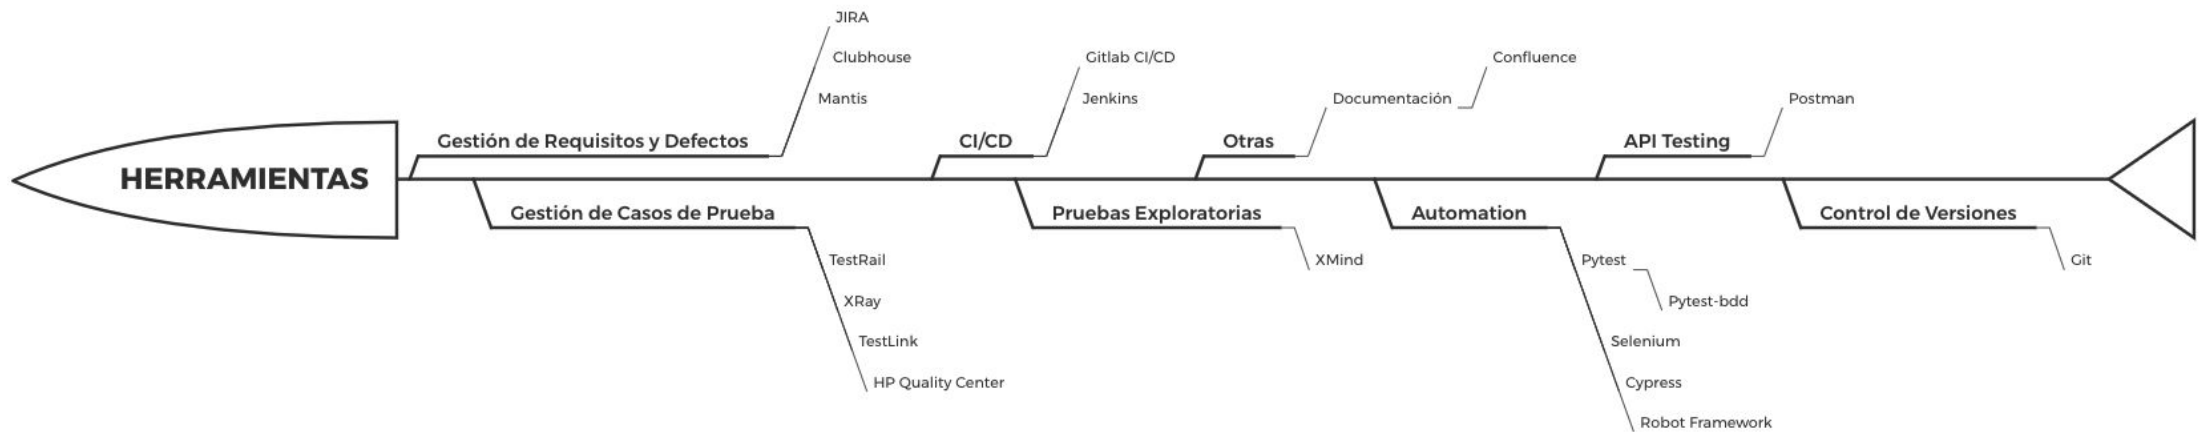 HERRAMIENTAS
Gestión de Requisitos y Defectos
JIRA
Clubhouse
Mantis
Gestión de Casos de Prueba
TestRail
XRay
TestLink
HP Quality Center
CI/CD
Gitlab CI/CD
Jenkins
Pruebas Exploratorias
XMind
Otras
Documentación
Confluence
Automation
Pytest
Pytest-bdd
Selenium
Cypress
Robot Framework
API Testing
Postman
Control de Versiones
Git